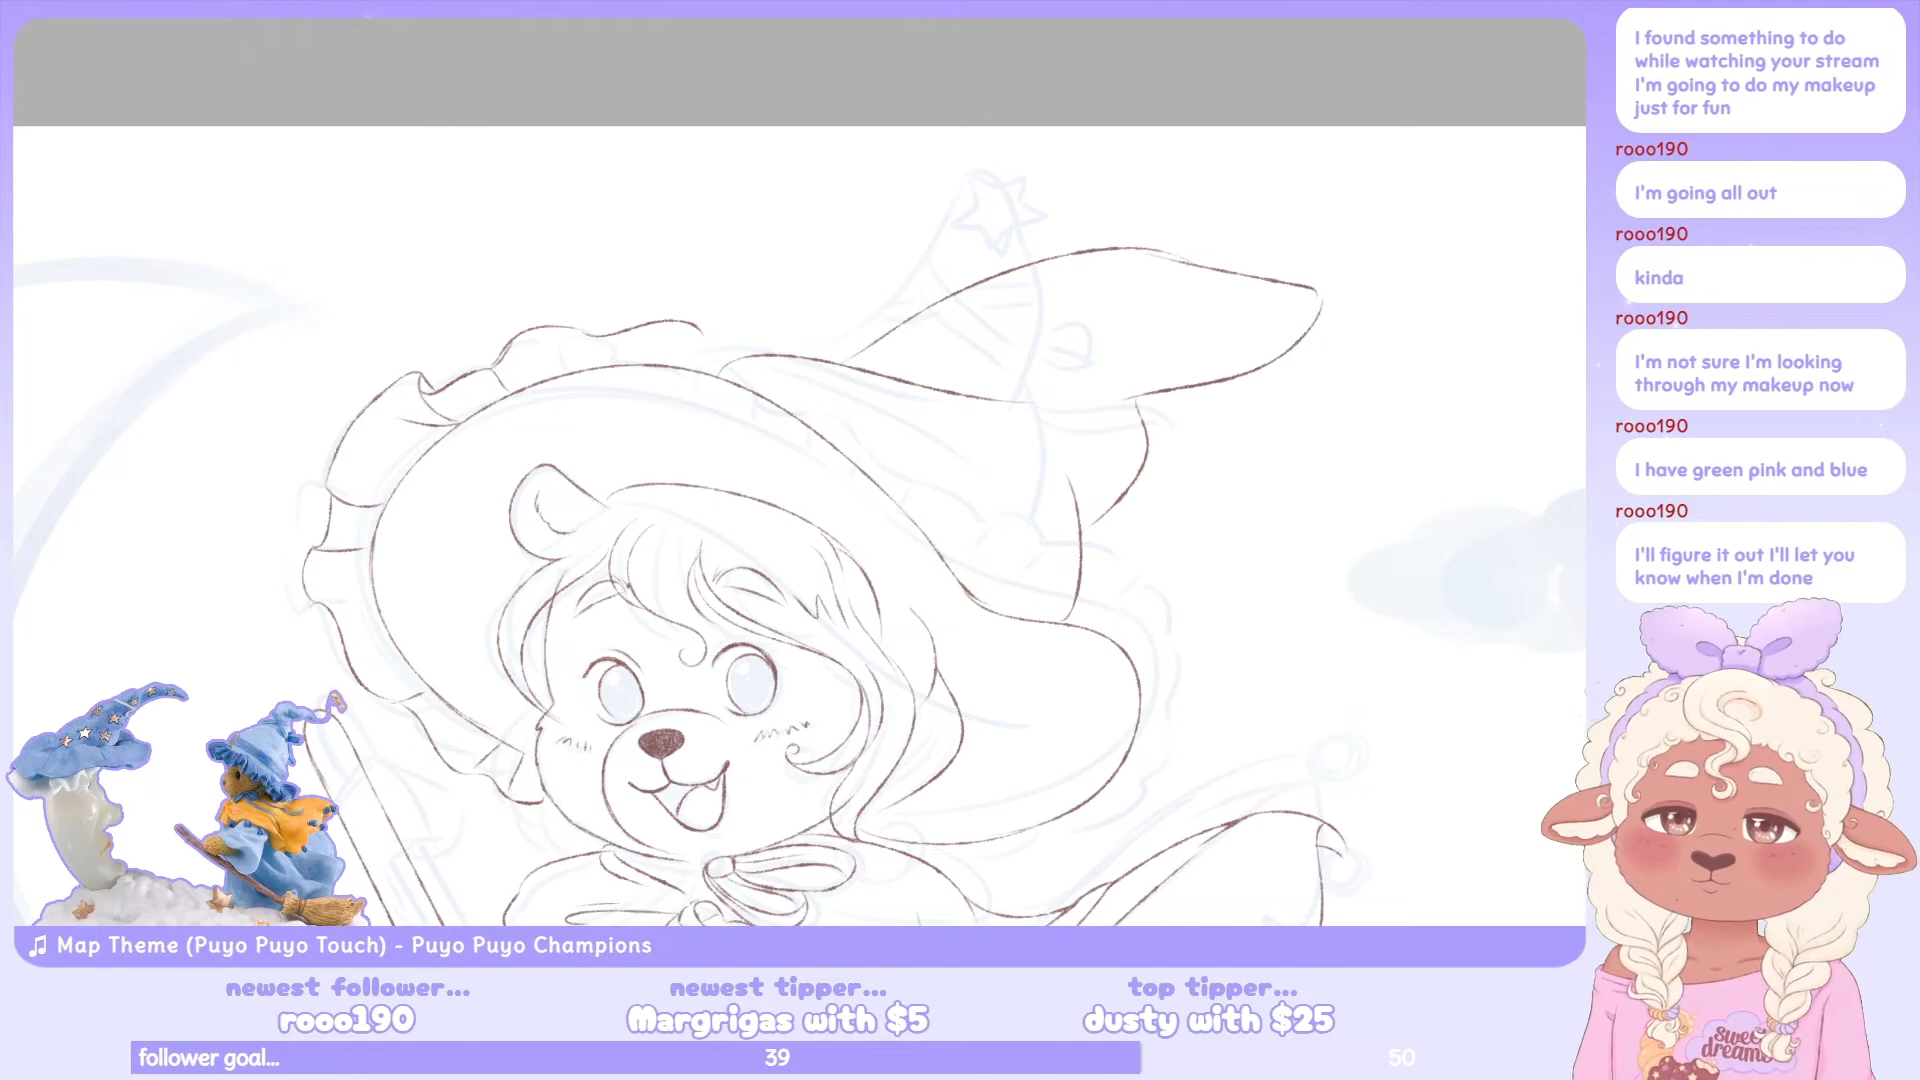 I found something to do
while watching your stream
I'm going to do my makeup
just for fun
rooo190
I'm going all out
rooo190
kinda
rooo190
I'm not sure I'm looking
through my makeup now
rooo190
I have green pink and blue
rooo190
I'll figure it out I'll let you
know when I'm done
sweet
dreams
♫ Map Theme (Puyo Puyo Touch) - Puyo Puyo Champions
newest follower...
rooo190
newest tipper...
Margrigas with $5
top tipper...
dusty with $25
follower goal...
39
50